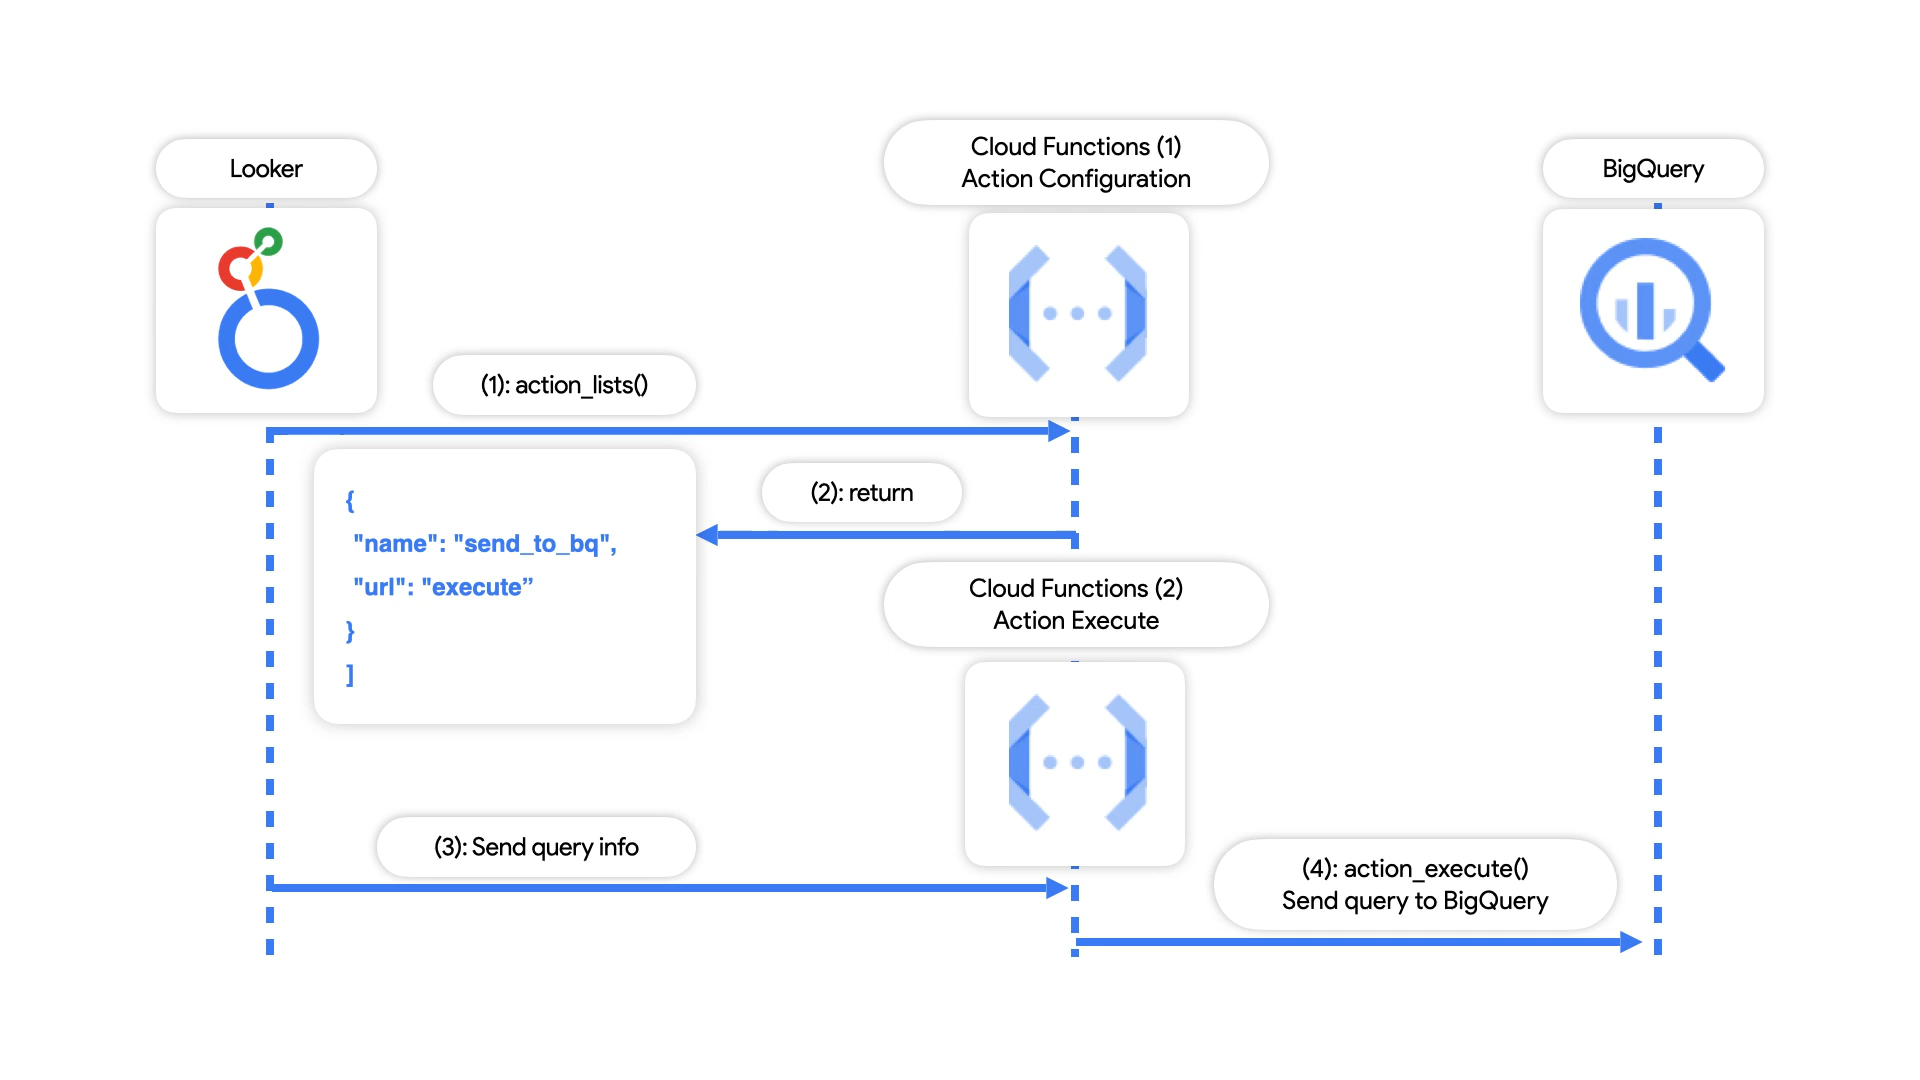 Looker
Cloud Functions (1)
Action Configuration
BigQuery
(1): action_lists()
(2): return
{
"name": "send_to_bq",
"url": "execute”
}
]
Cloud Functions (2)
Action Execute
(3): Send query info
(4): action_execute()
Send query to BigQuery